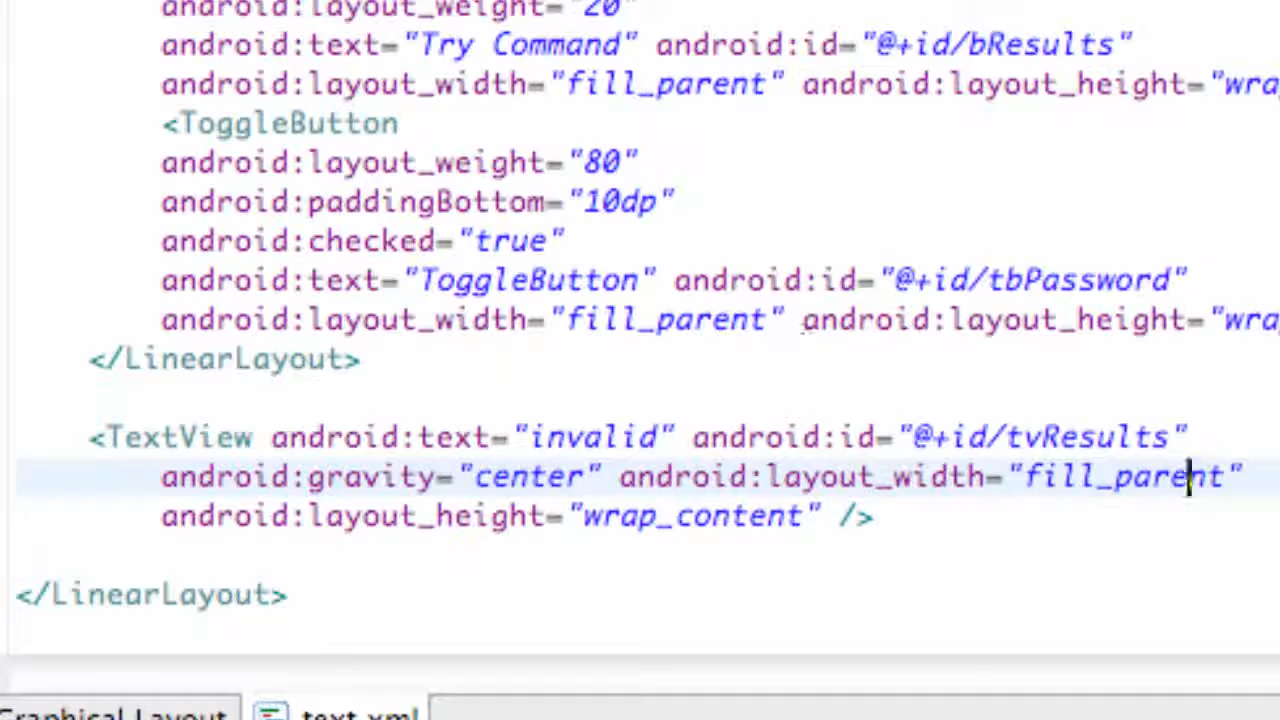 android:layout_weight="20"
android:text="Try Command" android:id="@+id/bResults"
android:layout_width="fill_parent" android:layout_height="wra
<ToggleButton
android:layout_weight="80"
android:paddingBottom="10dp"
android:checked="true"
android:text="ToggleButton" android:id="@+id/tbPassword"
android:layout_width="fill_parent" android:layout_height="wra
</LinearLayout>
<TextView android:text="invalid" android:id="@+id/tvResults"
android:gravity="center" android:layout_width="fill_parent"
android:layout_height="wrap_content" />
</LinearLayout>
Graphical Layout text.xml